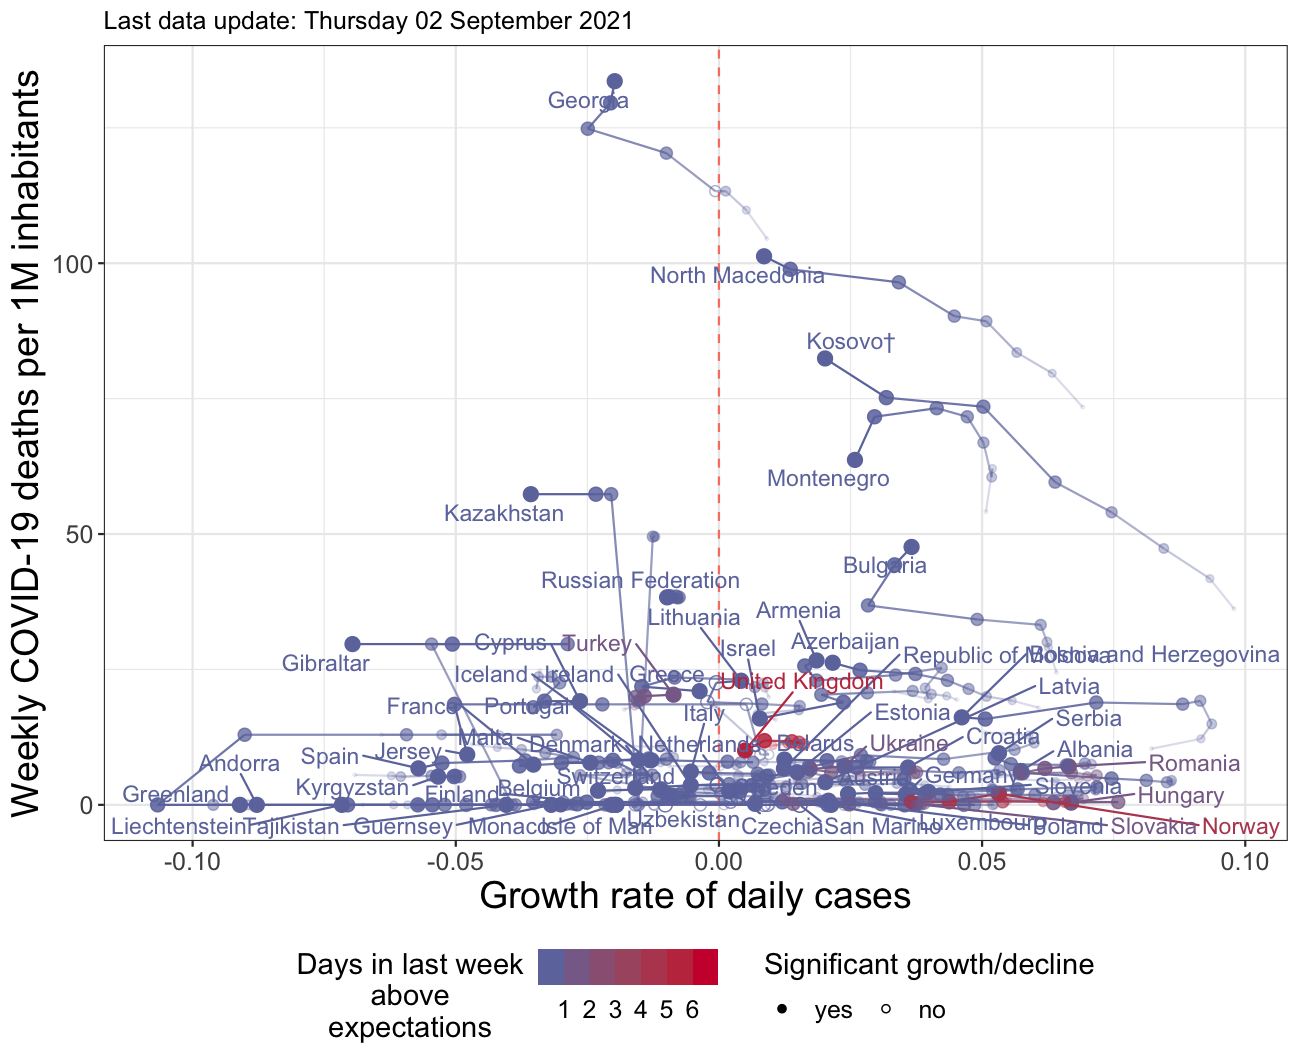 Last data update: Thursday 02 September 2021
Weekly COVID-19 deaths per 1M inhabitants
100
50
0
Georgia
North Macedonia
Kosovo†
Montenegro
Kazakhstan
Bulgaria
Russian Federation
Lithuania
Armenia
Gibraltar
Cyprus
Turkey
Israel
Azerbaijan
Republic of Moldova
Bosnia and Herzegovina
Iceland
Ireland
Greece
United Kingdom
Latvia
France
Portugal
Italy
Estonia
Serbia
Spain
Jersey
Malta
Denmark
Netherlands
Belarus
Ukraine
Croatia
Albania
Andorra
Romania
Greenland
Kyrgyzstan
Finland
Belgium
Switzerland
Sweden
Austria
Germany
Slovenia
Hungary
Liechtenstein
Tajikistan
Guernsey
Monaco
Isle of Man
Uzbekistan
Czechia
San Marino
Luxembourg
Poland
Slovakia
Norway
-0.10
-0.05
0.00
0.05
0.10
Growth rate of daily cases
Days in last week
above
expectations
1 2 3 4 5 6
Significant growth/decline
yes
no